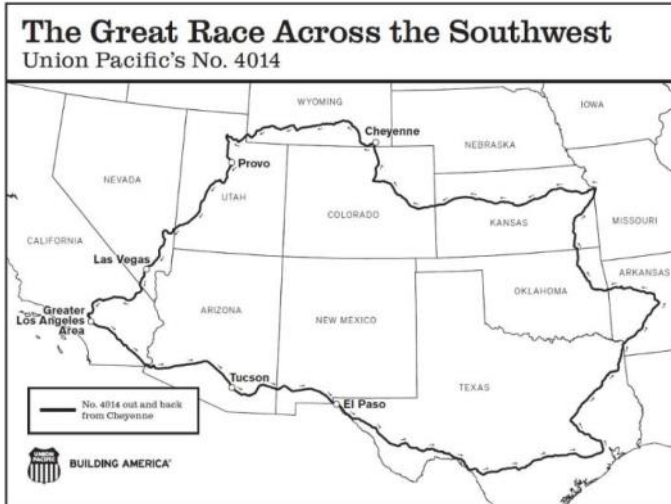 The Great Race Across the Southwest
Union Pacific's No. 4014
WYOMING
IOWA
Cheyenne
NEBRASKA
Provo
NEVADA
UTAH
COLORADO
KANSAS
MISSOURI
CALIFORNIA
Las Vegas
ARKANSAS
OKLAHOMA
Greater
Los Angeles
Area
ARIZONA
NEW MEXICO
Tucson
TEXAS
El Paso
No. 4014 out and back
from Cheyenne
UNION
PACIFIC
BUILDING AMERICA®